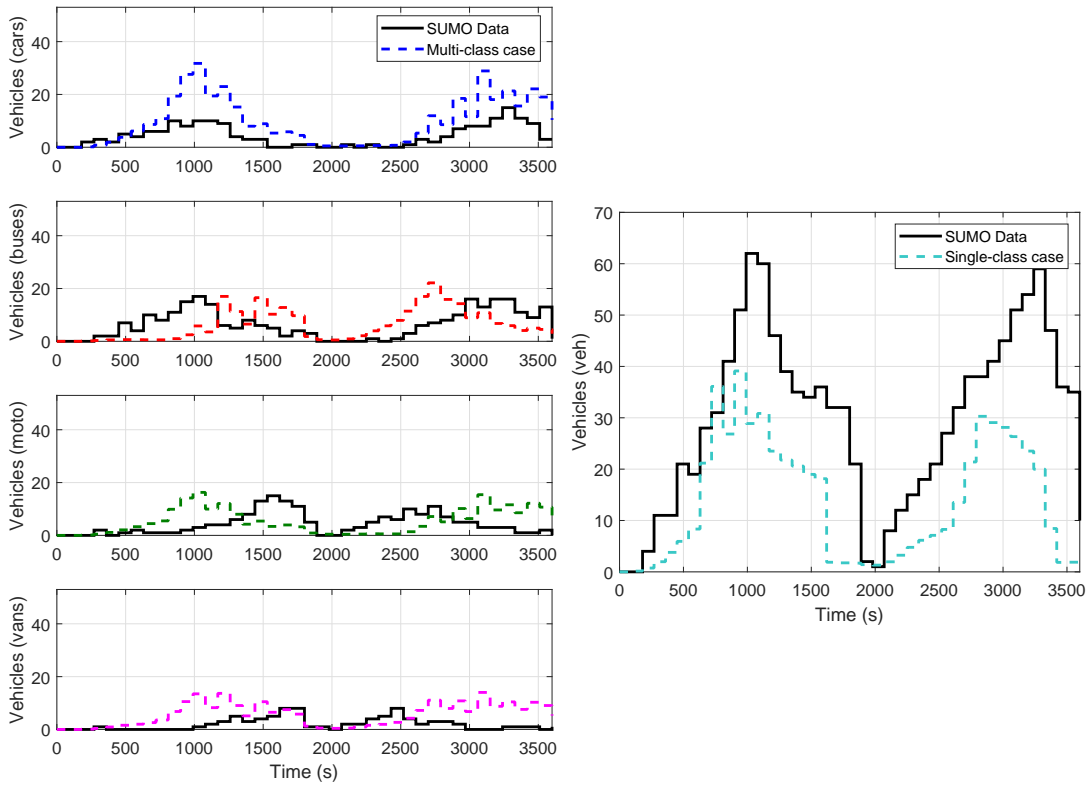 Vehicles (cars)
40
20
0
SUMO Data
Multi-class case
0 500 1000 1500 2000 2500 3000 3500
Vehicles (buses)
40
20
0
0 500 1000 1500 2000 2500 3000 3500
Vehicles (moto)
40
20
0
0 500 1000 1500 2000 2500 3000 3500
Vehicles (vans)
40
20
0
0 500 1000 1500 2000 2500 3000 3500
Time (s)
Vehicles (veh)
70
60
50
40
30
20
10
0
SUMO Data
Single-class case
0 500 1000 1500 2000 2500 3000 3500
Time (s)